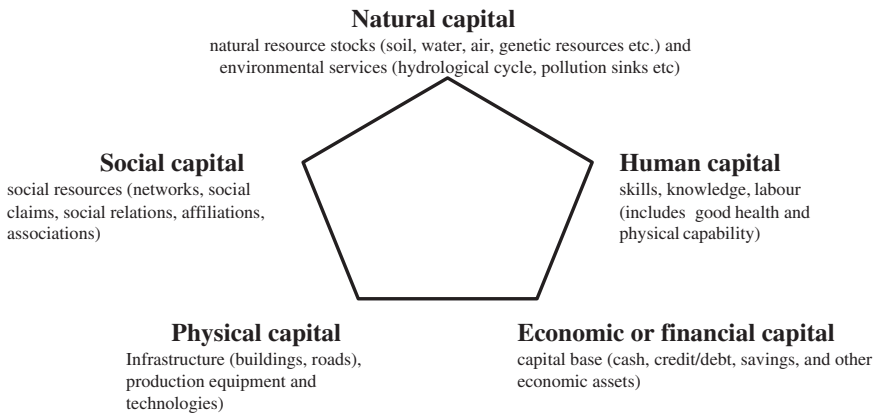 Natural capital
natural resource stocks (soil, water, air, genetic resources etc.) and
environmental services (hydrological cycle, pollution sinks etc)
Social capital
social resources (networks, social
claims, social relations, affiliations,
associations)
Human capital
skills, knowledge, labour
(includes good health and
physical capability)
Physical capital
Infrastructure (buildings, roads),
production equipment and
technologies)
Economic or financial capital
capital base (cash, credit/debt, savings, and other
economic assets)